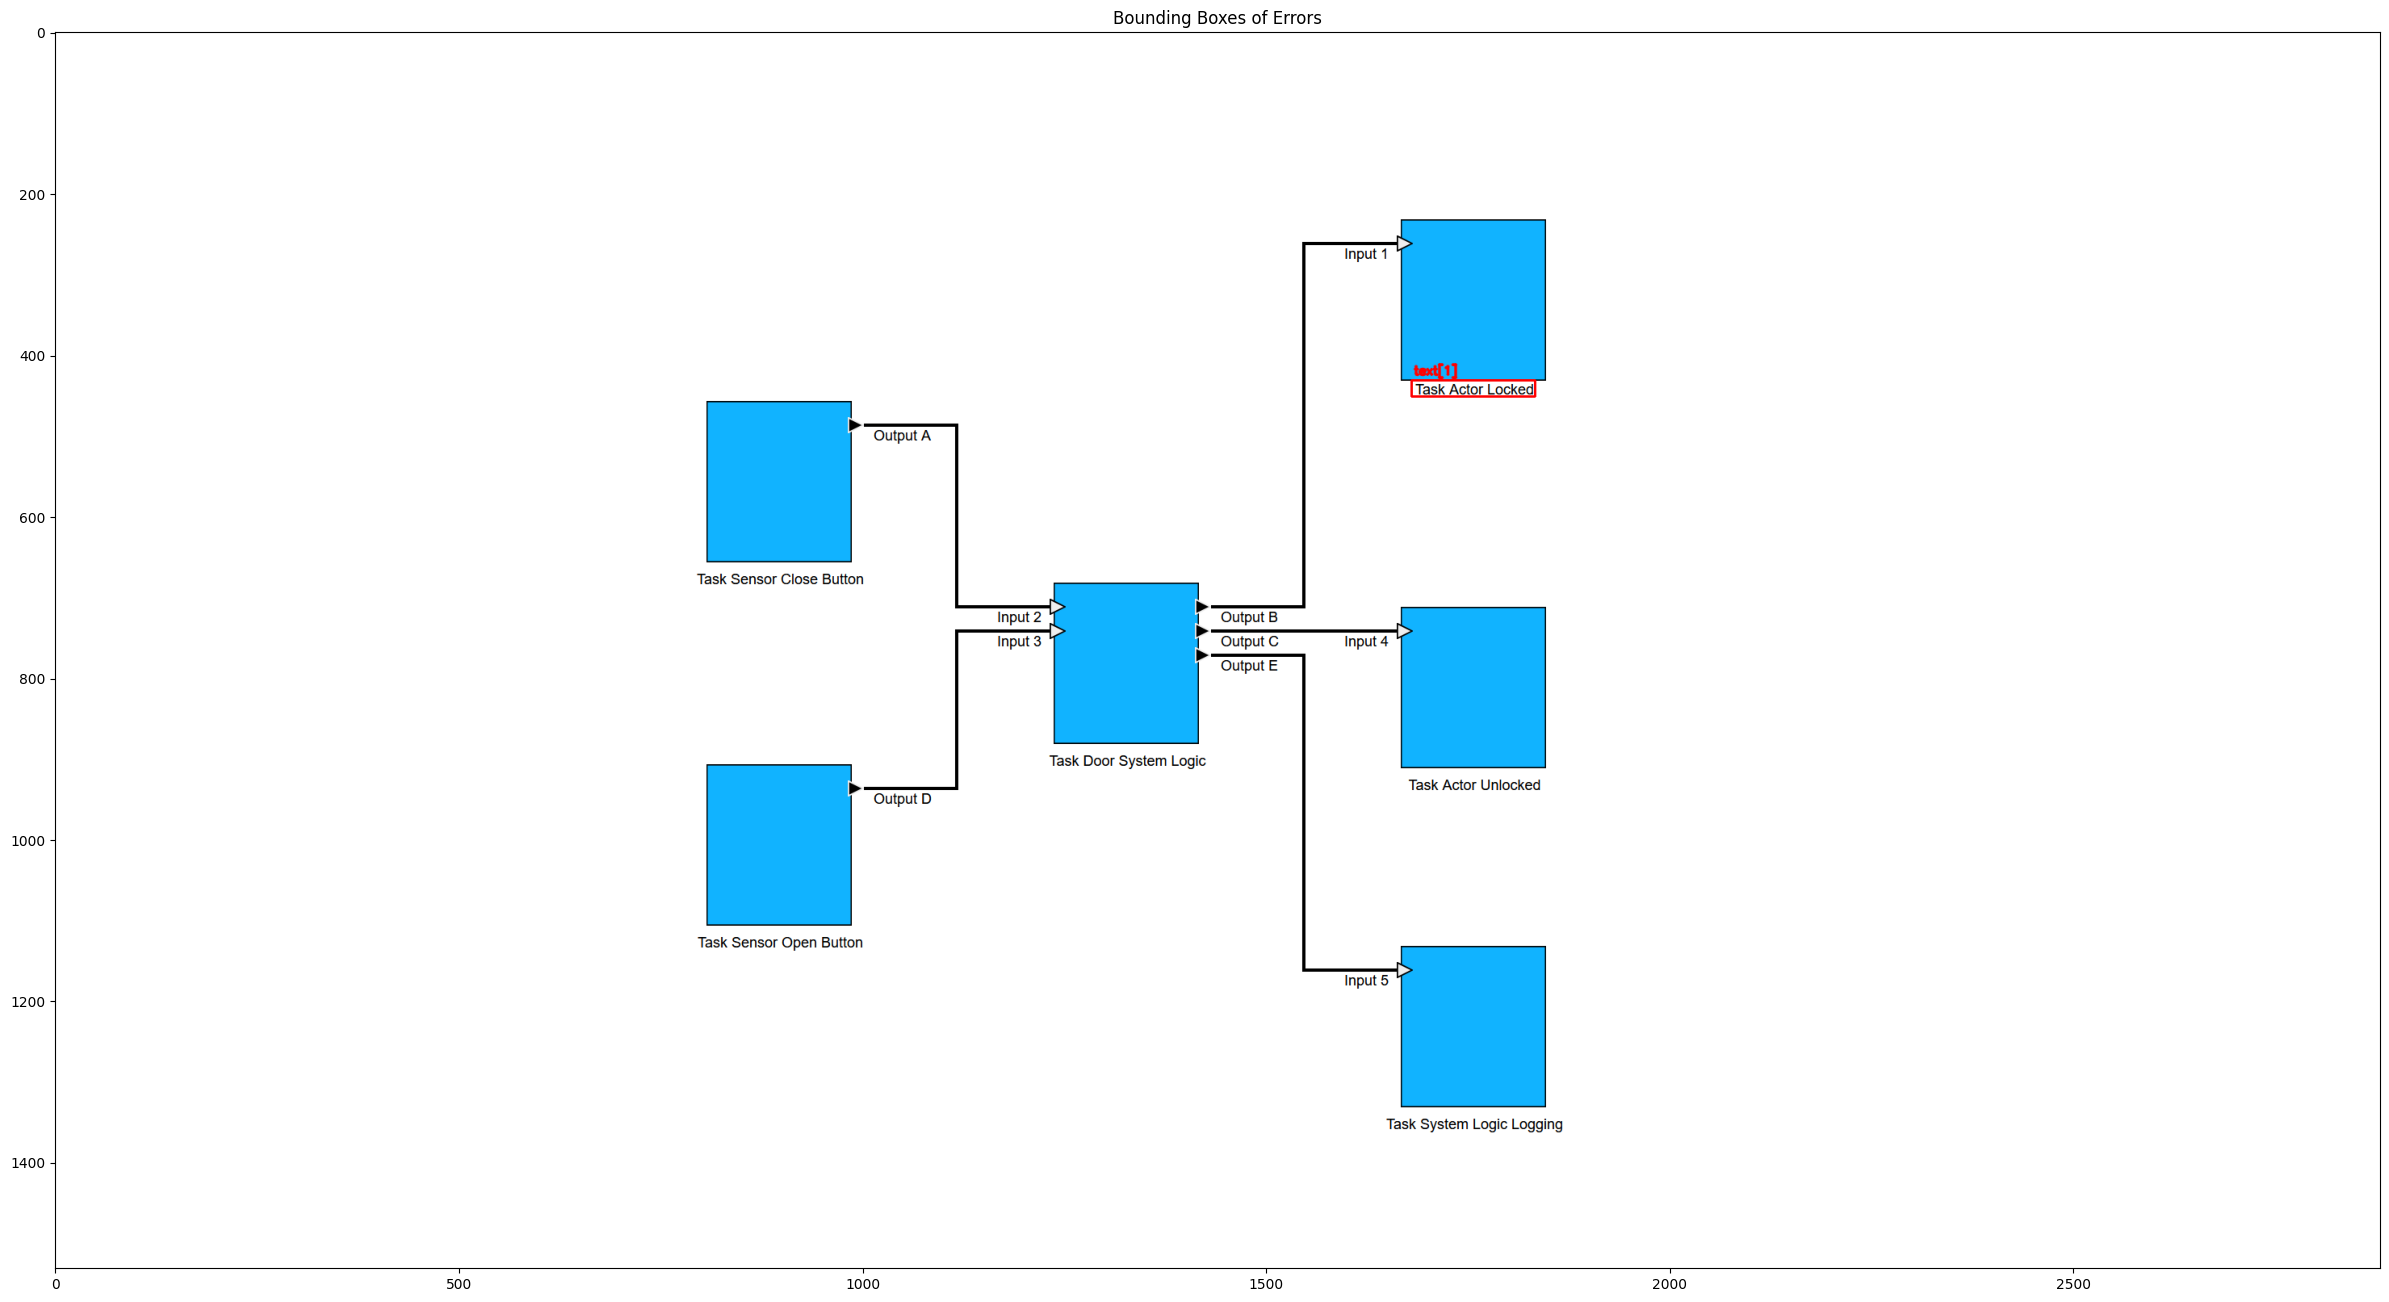 Bounding Boxes of Errors
0
200
400
600
800
1000
1200
1400
Input 1
text[1]
Task Actor Locked
Output A
Task Sensor Close Button
Input 2
Input 3
Output B
Output C
Output E
Input 4
Task Door System Logic
Task Actor Unlocked
Output D
Task Sensor Open Button
Input 5
Task System Logic Logging
0
500
1000
1500
2000
2500